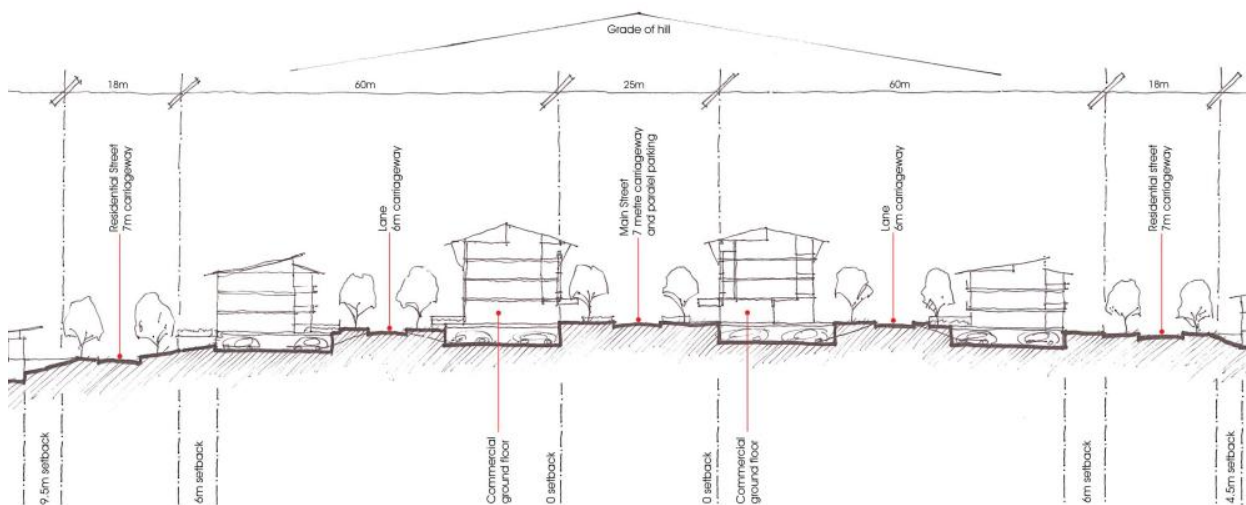 Grade of hill
18m
60m
25m
60m
18m
Residential Street
7m carriageway
Lane
6m carriageway
Main Street
7 metre carriageway
and paralel parking
Lane
6m carriageway
Residential street
7m carriageway
9.5m setback
6m setback
Commercial
ground floor
0 setback
0 setback
Commercial
ground floor
6m setback
4.5m setback